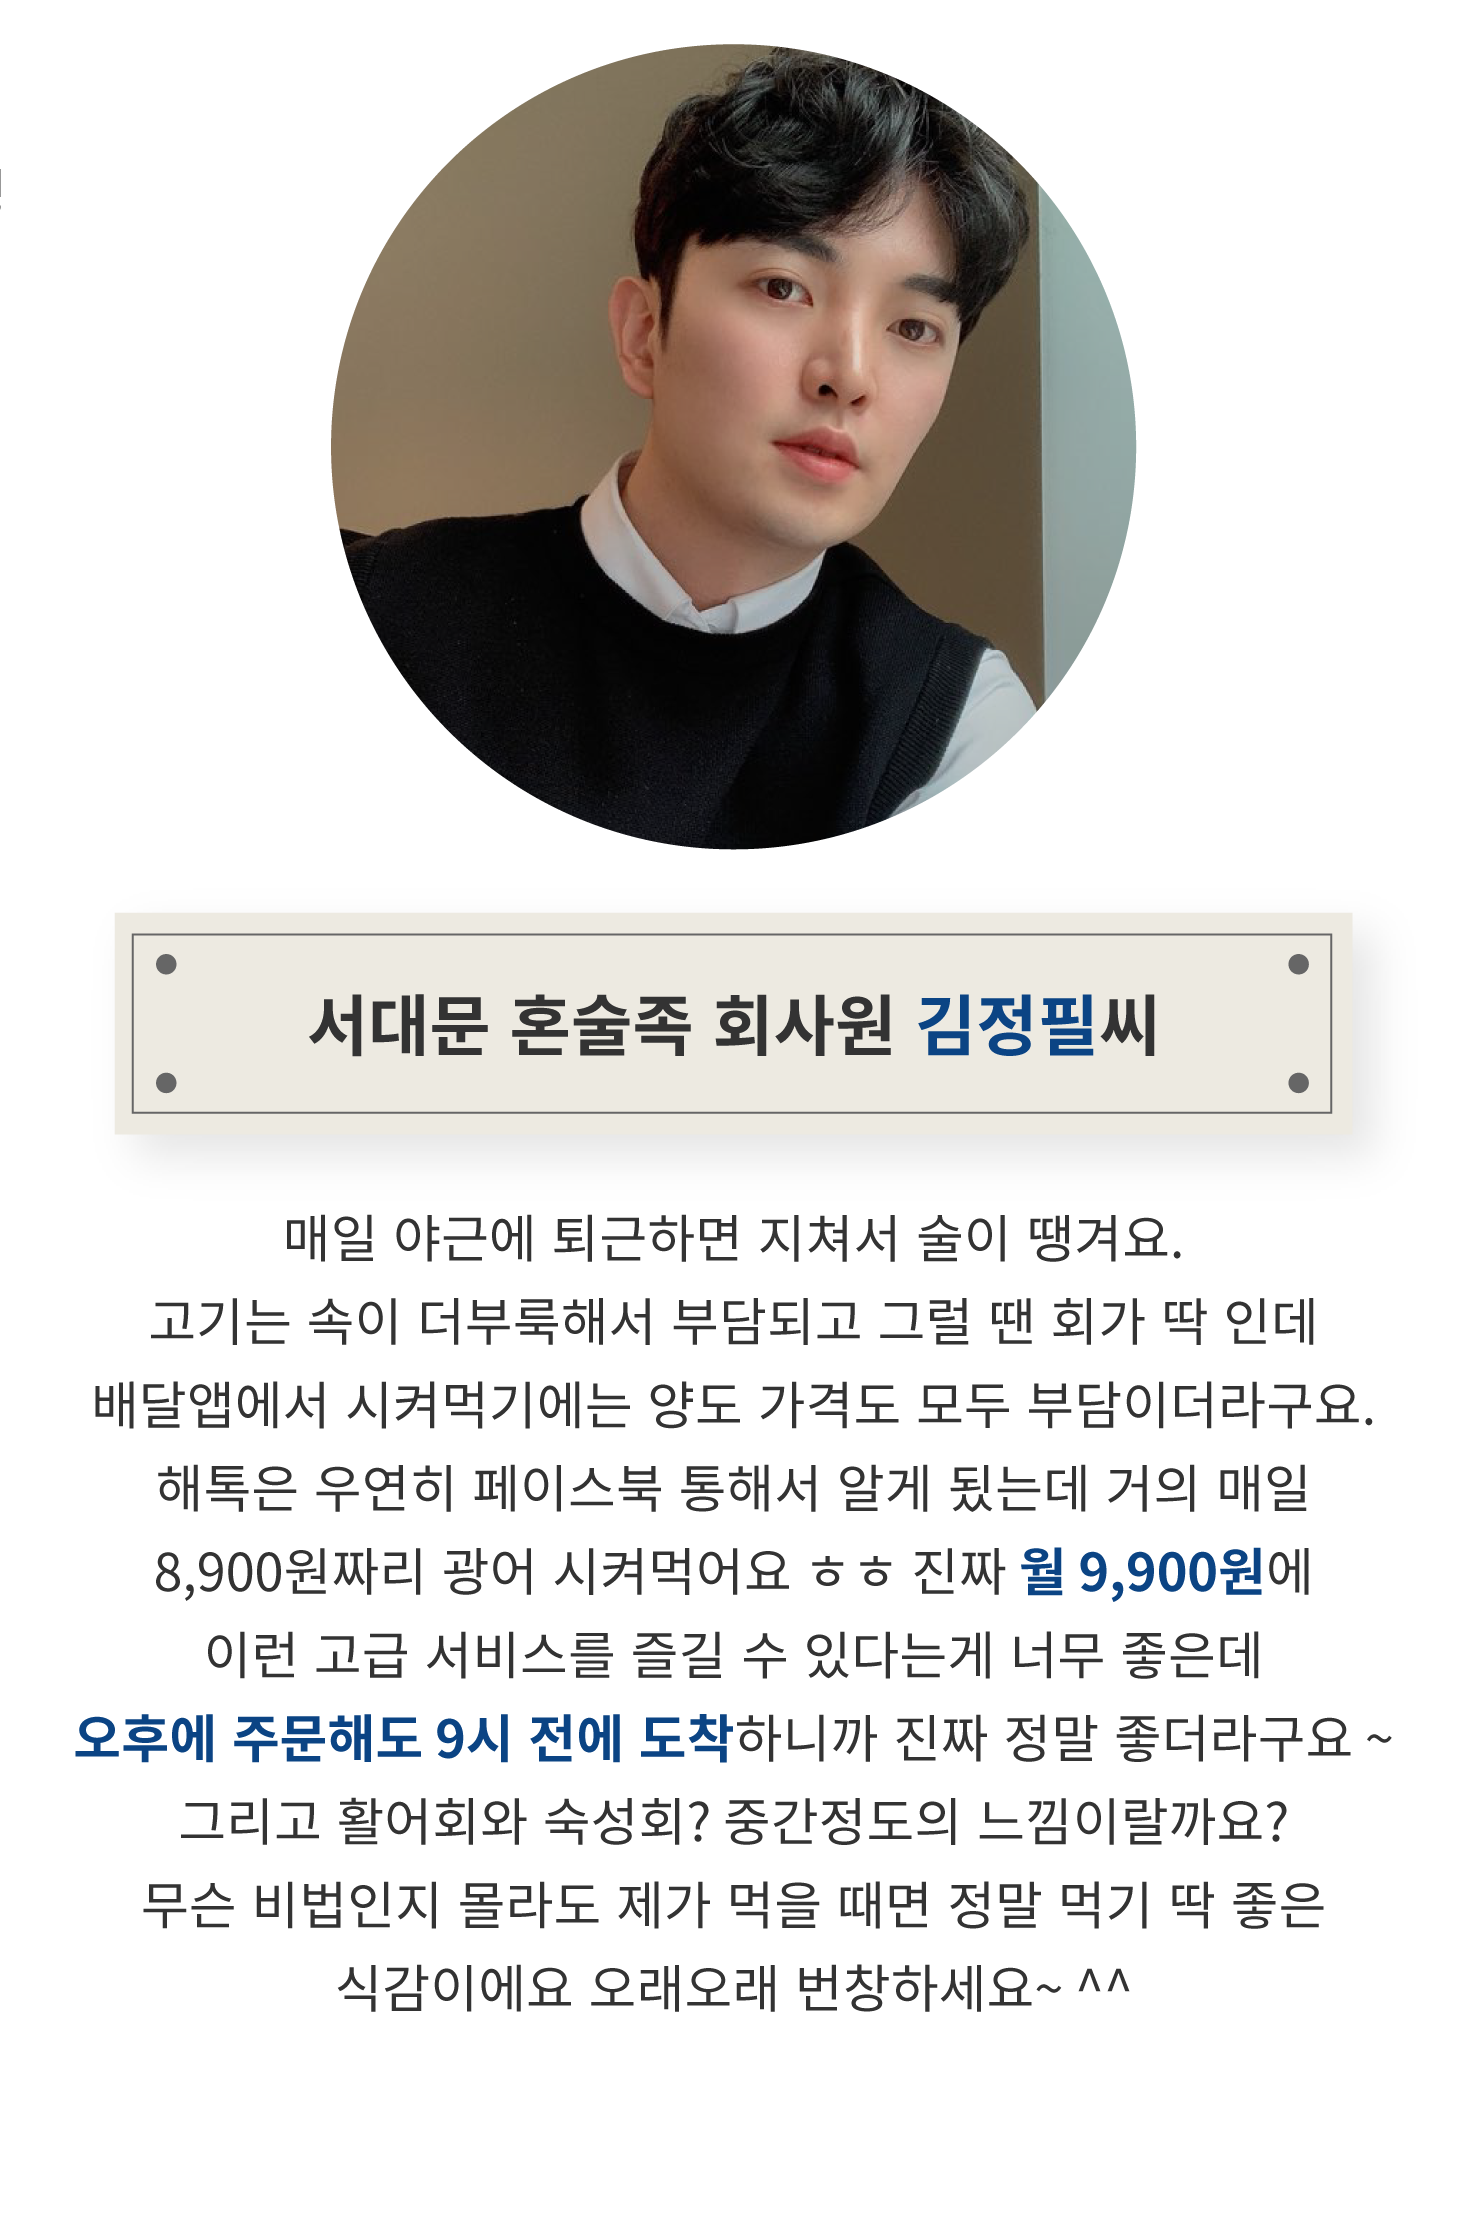 서대문 혼술족 회사원 김정필씨
매일 야근에 퇴근하면 지쳐서 술이 땡겨요.
고기는 속이 더부룩해서 부담되고 그럴 땐 회가 딱 인데
배달앱에서 시켜먹기에는 양도 가격도 모두 부담이더라구요.
해톡은 우연히 페이스북 통해서 알게 됬는데 거의 매일
8,900원짜리 광어 시켜먹어요 ㅎㅎ 진짜 월 9,900원에
이런 고급 서비스를 즐길 수 있다는게 너무 좋은데
오후에 주문해도 9시 전에 도착하니까 진짜 정말 좋더라구요 ~
그리고 활어회와 숙성회? 중간정도의 느낌이랄까요?
무슨 비법인지 몰라도 제가 먹을 때면 정말 먹기 딱 좋은
식감이에요 오래오래 번창하세요~ ^^